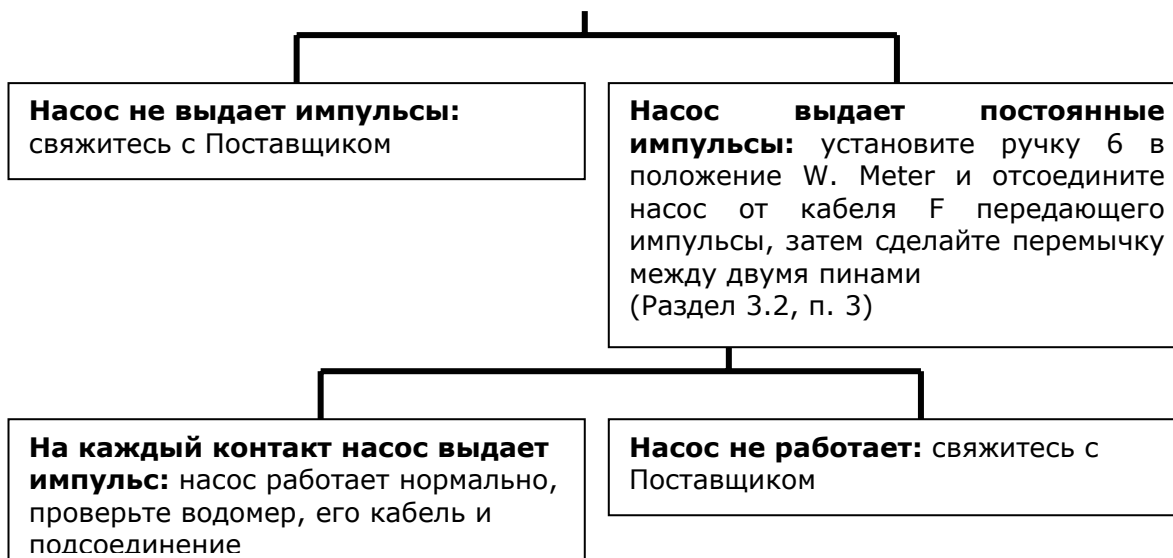 Насос не выдает импульсы:
свяжитесь с Поставщиком
Насос выдает постоянные
импульсы: установите ручку 6 в
положение W. Meter и отсоедините
насос от кабеля F передающего
импульсы, затем сделайте перемычку
между двумя пинами
(Раздел 3.2, п. 3)
На каждый контакт насос выдает
импульс: насос работает нормально,
проверьте водомер, его кабель и
подсоединение
Насос не работает: свяжитесь с
Поставщиком